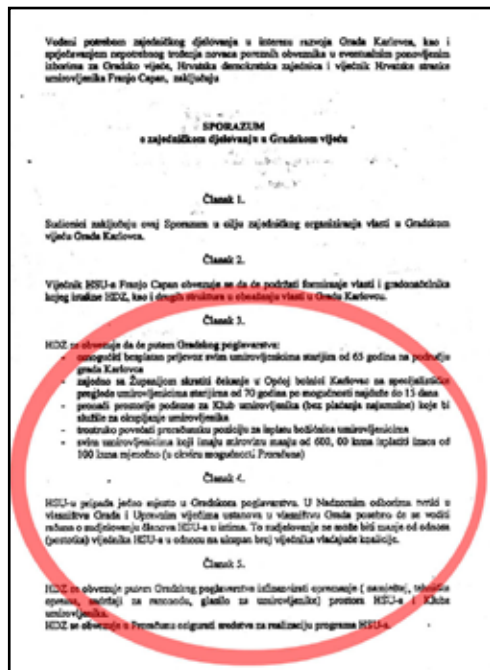 Vođeni potrebom zajedničkog djelovanja u interesu razvoja Grada Karlovca, kao i
sprječavanjem nepotrebnog trošenja novaca poreznih obveznika u eventualnim ponovljenim
izborima za Gradsko vijeće, Hrvatska demokratska zajednica i vijećnik Hrvatske stranke
umirovljenika Franjo Capan, zaključuju
SPORAZUM
o zajedničkom djelovanju u Gradskom vijeću
Članak 1.
Sudionici zaključuju ovaj Sporazum u cilju zajedničkog organiziranja vlasti u Gradskom
vijeću Grada Karlovca.
Članak 2.
Vijećnik HSU-a Franjo Capan obvezuje se da će podržati formiranje vlasti i gradonačelnika
kojeg istakne HDZ, kao i drugih struktura u obnašanju vlasti u Gradu Karlovcu.
Članak 3.
HDZ se obvezuje da će putem Gradskog poglavarstva:
- omogućiti besplatan prijevoz svim umirovljenicima starijim od 65 godina na području
grada Karlovca
- zajedno sa Županijom skratiti čekanje u Općoj bolnici Karlovac na specijalističke
preglede umirovljenicima starijim od 70 godina po mogućnosti najduže do 15 dana
- pronaći prostorije podesne za Klub umirovljenika (bez plaćanja najamnine) koje bi
služile za okupljanje umirovljenika
- trostruko povećati proračunsku poziciju za isplatu božićnice umirovljenicima
- svim umirovljenicima koji imaju mirovinu manju od 600, 00 kuna isplatiti iznos od
100 kuna mjesečno (u okviru mogućnosti Proračuna)
Članak 4.
HSU-u pripada jedno mjesto u Gradskom poglavarstvu. U Nadzornim odborima tvrtki u
vlasništvu Grada i Upravnim vijećima ustanova u vlasništvu Grada posebno će se voditi
računa o sudjelovanju članova HSU-a u istima. To sudjelovanje ne može biti manje od odnosa
(postotka) vijećnika HSU-a u odnosu na ukupan broj vijećnika vladajuće koalicije.
Članak 5.
HDZ se obvezuje putem Gradskog poglavarstva isfinancirati opremanje ( namještaj, tehnička
oprema, sadržaji za razonodu, glasilo za umirovljenike) prostora HSU-a i Kluba
umirovljenika.
HDZ se obvezuje u Proračunu osigurati sredstva za realizaciju programa HSU-a.